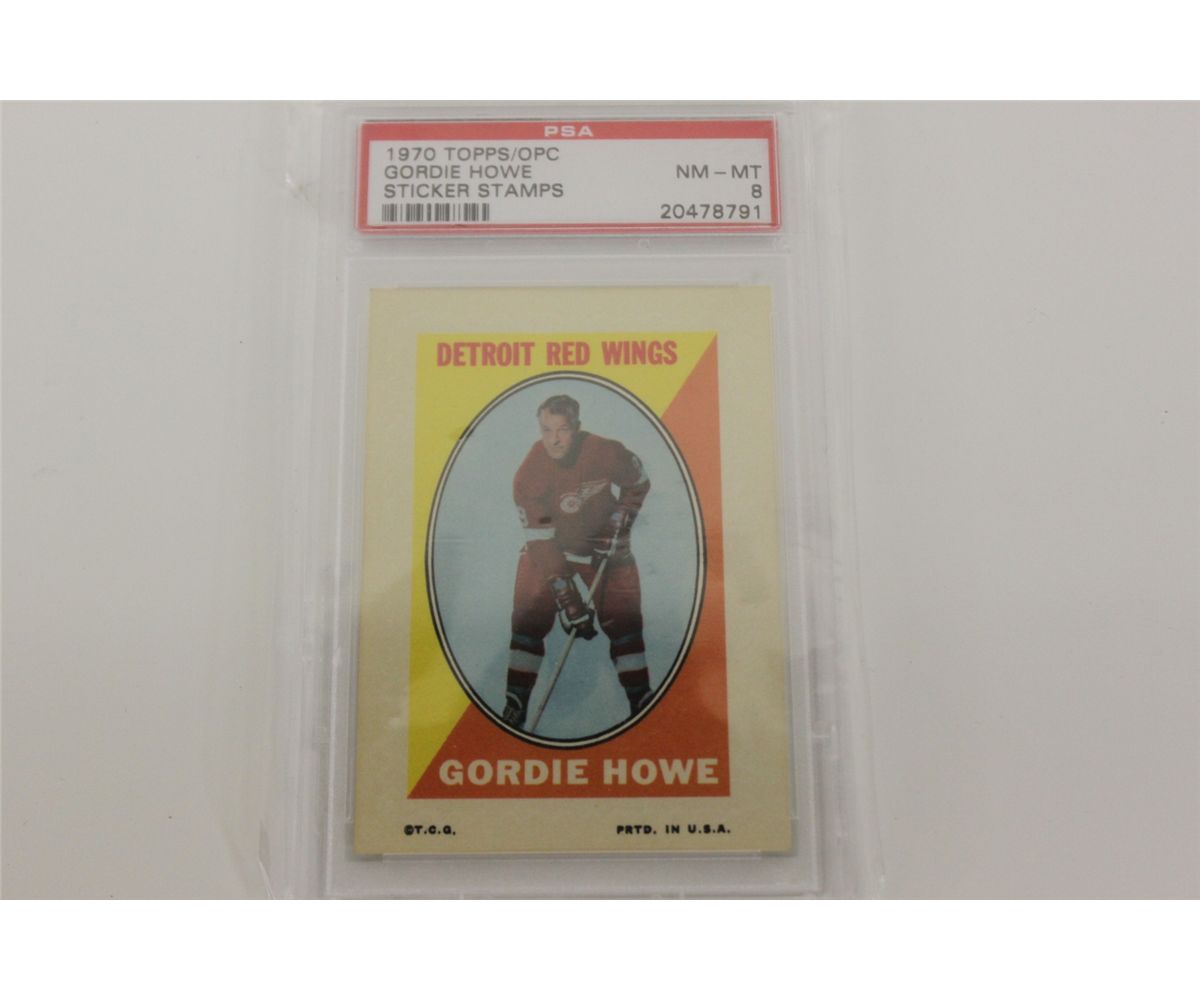 PSA
1970 TOPPS/OPC
GORDIE HOWE NM - MT
STICKER STAMPS 8
20478791
DETROIT RED WINGS
GORDIE HOWE
©T.C.G. PRTD. IN U.S.A.